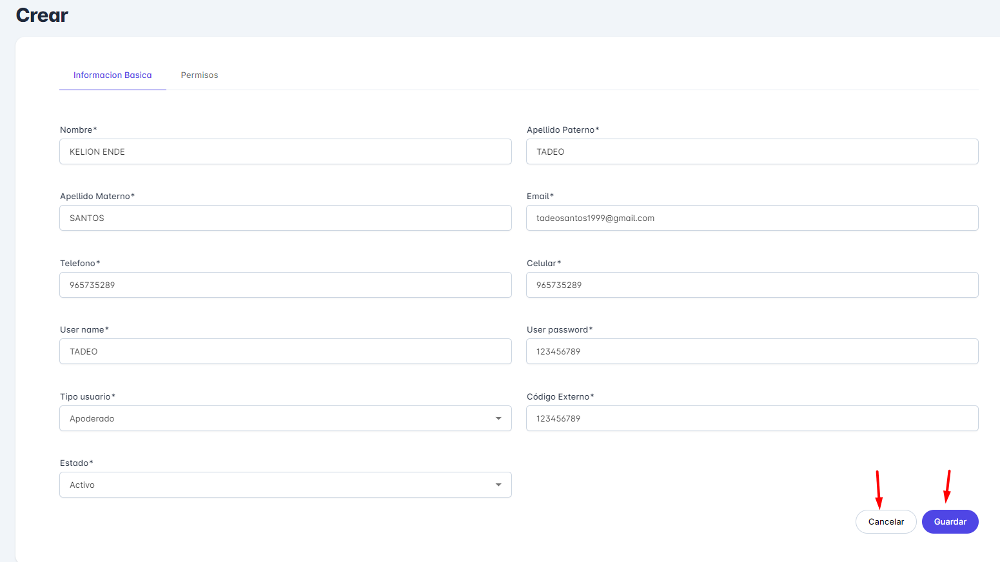 Crear
Informacion Basica Permisos
Nombre* Apellido Paterno*
KELION ENDE TADEO
Apellido Materno* Email*
SANTOS tadeosantos1999@gmail.com
Telefono* Celular*
965735289 965735289
User name* User password*
TADEO 123456789
Tipo usuario* Código Externo*
Apoderado 123456789
Estado*
Activo
Cancelar Guardar